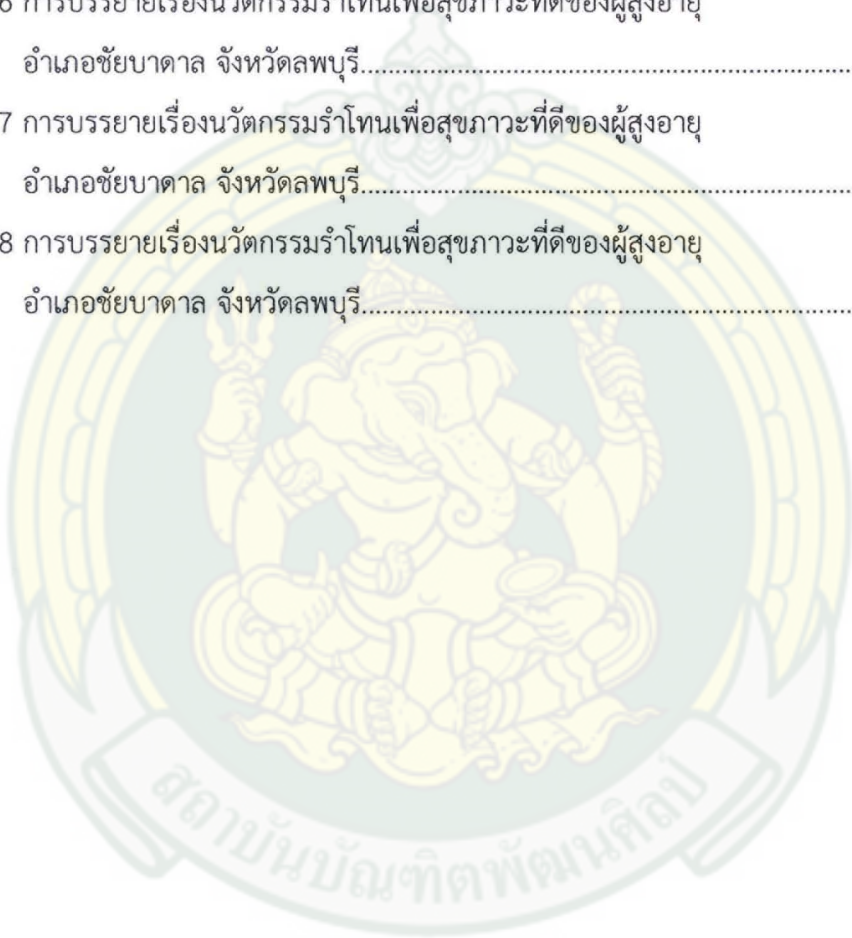 6 การบรรยายเรื่องนวัตกรรมรำโทนเพื่อสุขภาวะที่ดีของผู้สูงอายุ
อำเภอชัยบาดาล จังหวัดลพบุรี................................................................................
7 การบรรยายเรื่องนวัตกรรมรำโทนเพื่อสุขภาวะที่ดีของผู้สูงอายุ
อำเภอชัยบาดาล จังหวัดลพบุรี................................................................................
8 การบรรยายเรื่องนวัตกรรมรำโทนเพื่อสุขภาวะที่ดีของผู้สูงอายุ
อำเภอชัยบาดาล จังหวัดลพบุรี................................................................................
สถาบันบัณฑิตพัฒนศิลป์